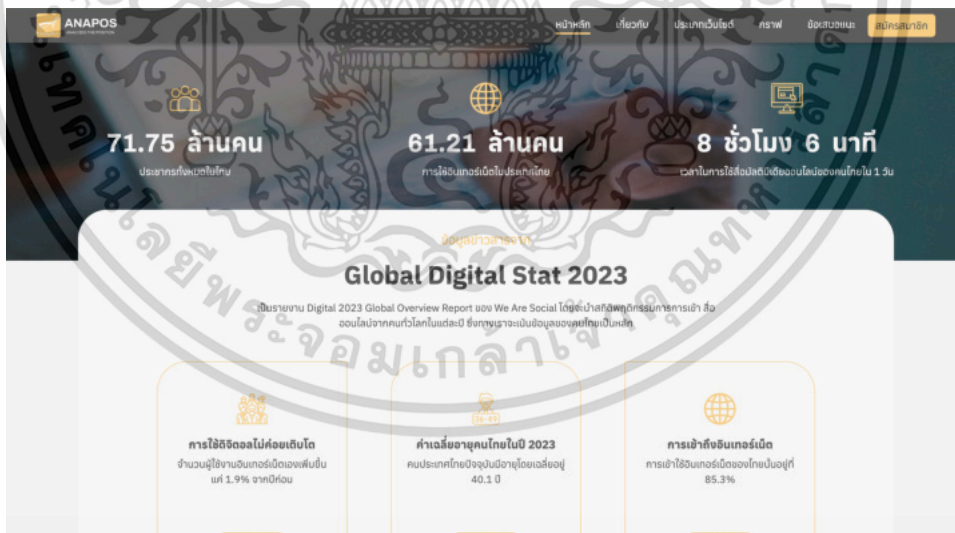 ANAPOS
หน้าหลัก เกี่ยวกับ ประเภทเว็บไซต์ กราฟ ข้อเสนอแนะ สมัครสมาชิก
71.75 ล้านคน
ประชากรทั้งหมดในไทย
61.21 ล้านคน
การใช้อินเทอร์เน็ตในประเทศไทย
8 ชั่วโมง 6 นาที
เวลาในการใช้สื่อมัลติมีเดียออนไลน์ของคนไทยใน 1 วัน
ข้อมูลข่าวสารจาก
Global Digital Stat 2023
เป็นรายงาน Digital 2023 Global Overview Report ของ We Are Social โดยจะนำสถิติพฤติกรรมการการเข้า สื่อ
ออนไลน์จากคนทั่วโลกในแต่ละปี ซึ่งทางเราจะเน้นข้อมูลของคนไทยเป็นหลัก
การใช้ดิจิตอลไม่ค่อยเติบโต
จำนวนผู้ใช้งานอินเทอร์เน็ตเองเพิ่มขึ้น
แค่ 1.9% จากปีก่อน
36-49
ค่าเฉลี่ยอายุคนไทยในปี 2023
คนประเทศไทยปัจจุบันมีอายุโดยเฉลี่ยอยู่
40.1 ปี
การเข้าถึงอินเทอร์เน็ต
การเข้าใช้อินเทอร์เน็ตของไทยนั้นอยู่ที่
85.3%